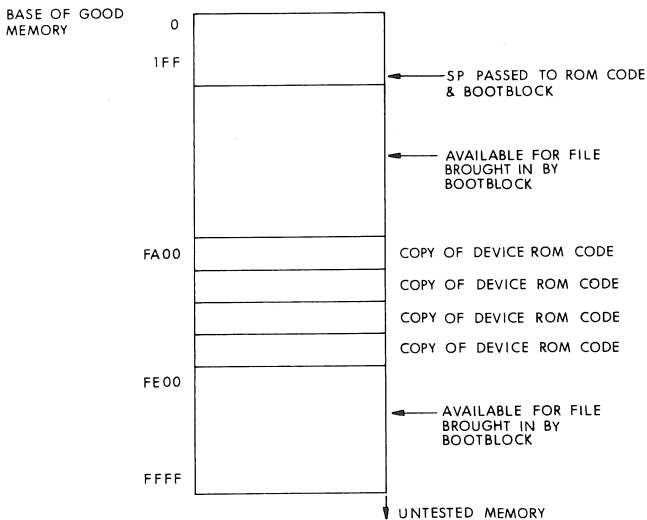 BASE OF GOOD
MEMORY
0
1FF
SP PASSED TO ROM CODE
& BOOTBLOCK
AVAILABLE FOR FILE
BROUGHT IN BY
BOOTBLOCK
FA00
COPY OF DEVICE ROM CODE
COPY OF DEVICE ROM CODE
COPY OF DEVICE ROM CODE
COPY OF DEVICE ROM CODE
FE00
AVAILABLE FOR FILE
BROUGHT IN BY
BOOTBLOCK
FFFF
UNTESTED MEMORY